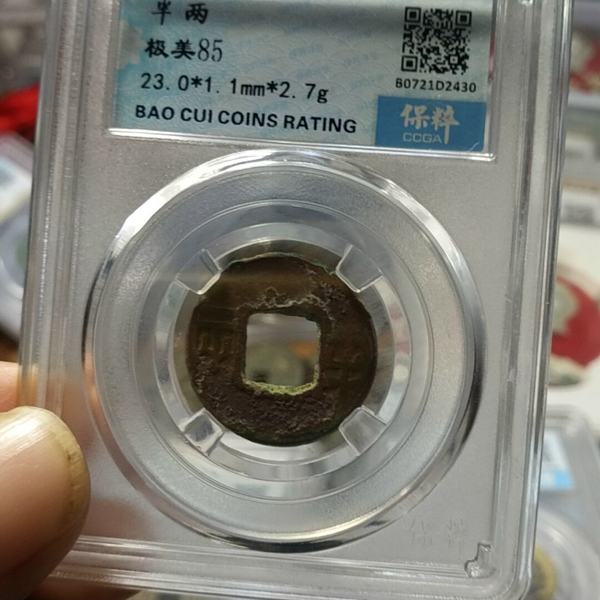 半两
极美85
23.0*1.1mm*2.7g
BAO CUI COINS RATING
B0721D2430
保粹
CCGA